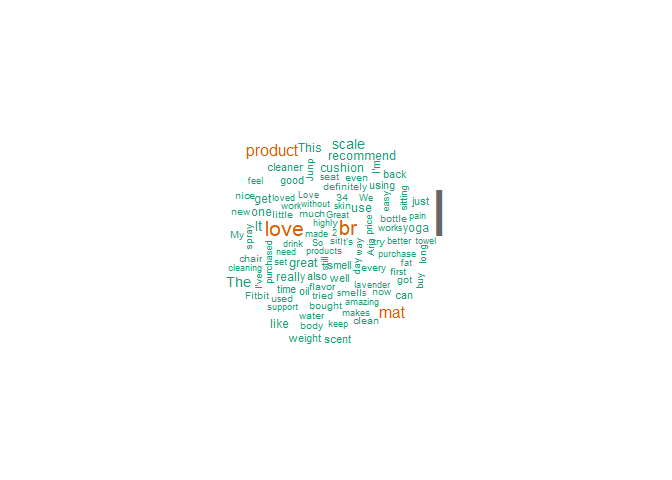 product This scale
cleaner Jump cushion recommend I'm back
feel good seat even definitely using
nice get loved Love 34 We use easy sitting just I
new one little work without skin much Great bottle pain
My spray It love highly made 2 br price works yoga
drink So sit It's Aria try better towel
chair purchased need products way purchase long
cleaning set great still smell day every fat first
The I've really also well lavender got buy
Fitbit time oil flavor smells now can
used tried amazing
support bought makes mat
like water body keep clean
weight scent